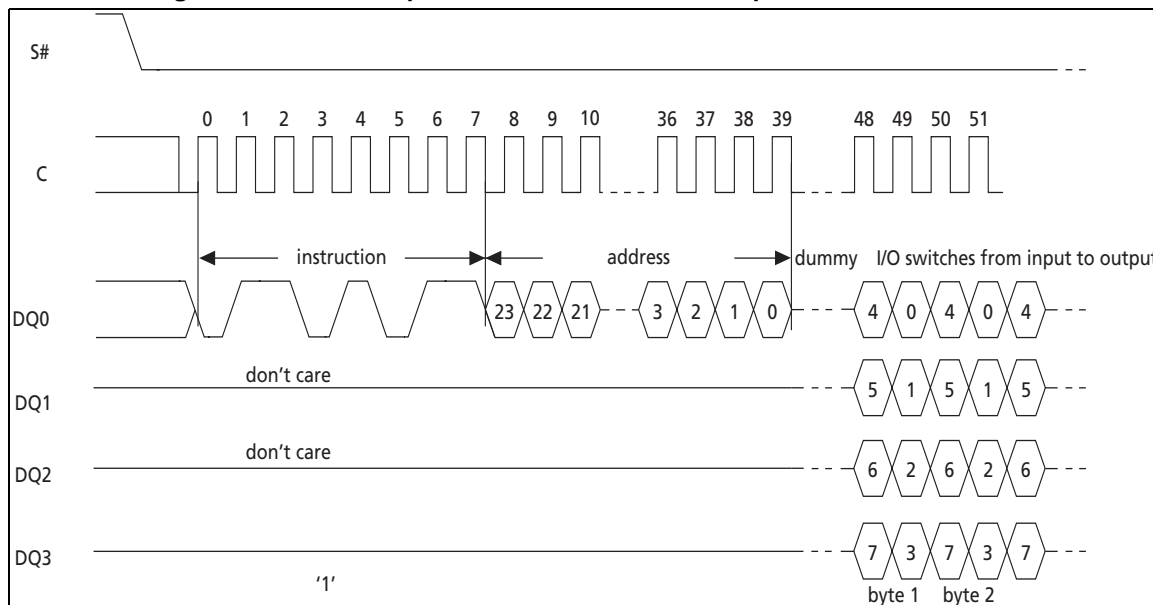 S#
0 1 2 3 4 5 6 7 8 9 10 36 37 38 39 48 49 50 51
C
instruction address dummy I/O switches from input to output
DQ0 23 22 21 3 2 1 0 4 0 4 0 4
don't care
DQ1 5 1 5 1 5
don't care
DQ2 6 2 6 2 6
DQ3 7 3 7 3 7
'1'
byte 1 byte 2